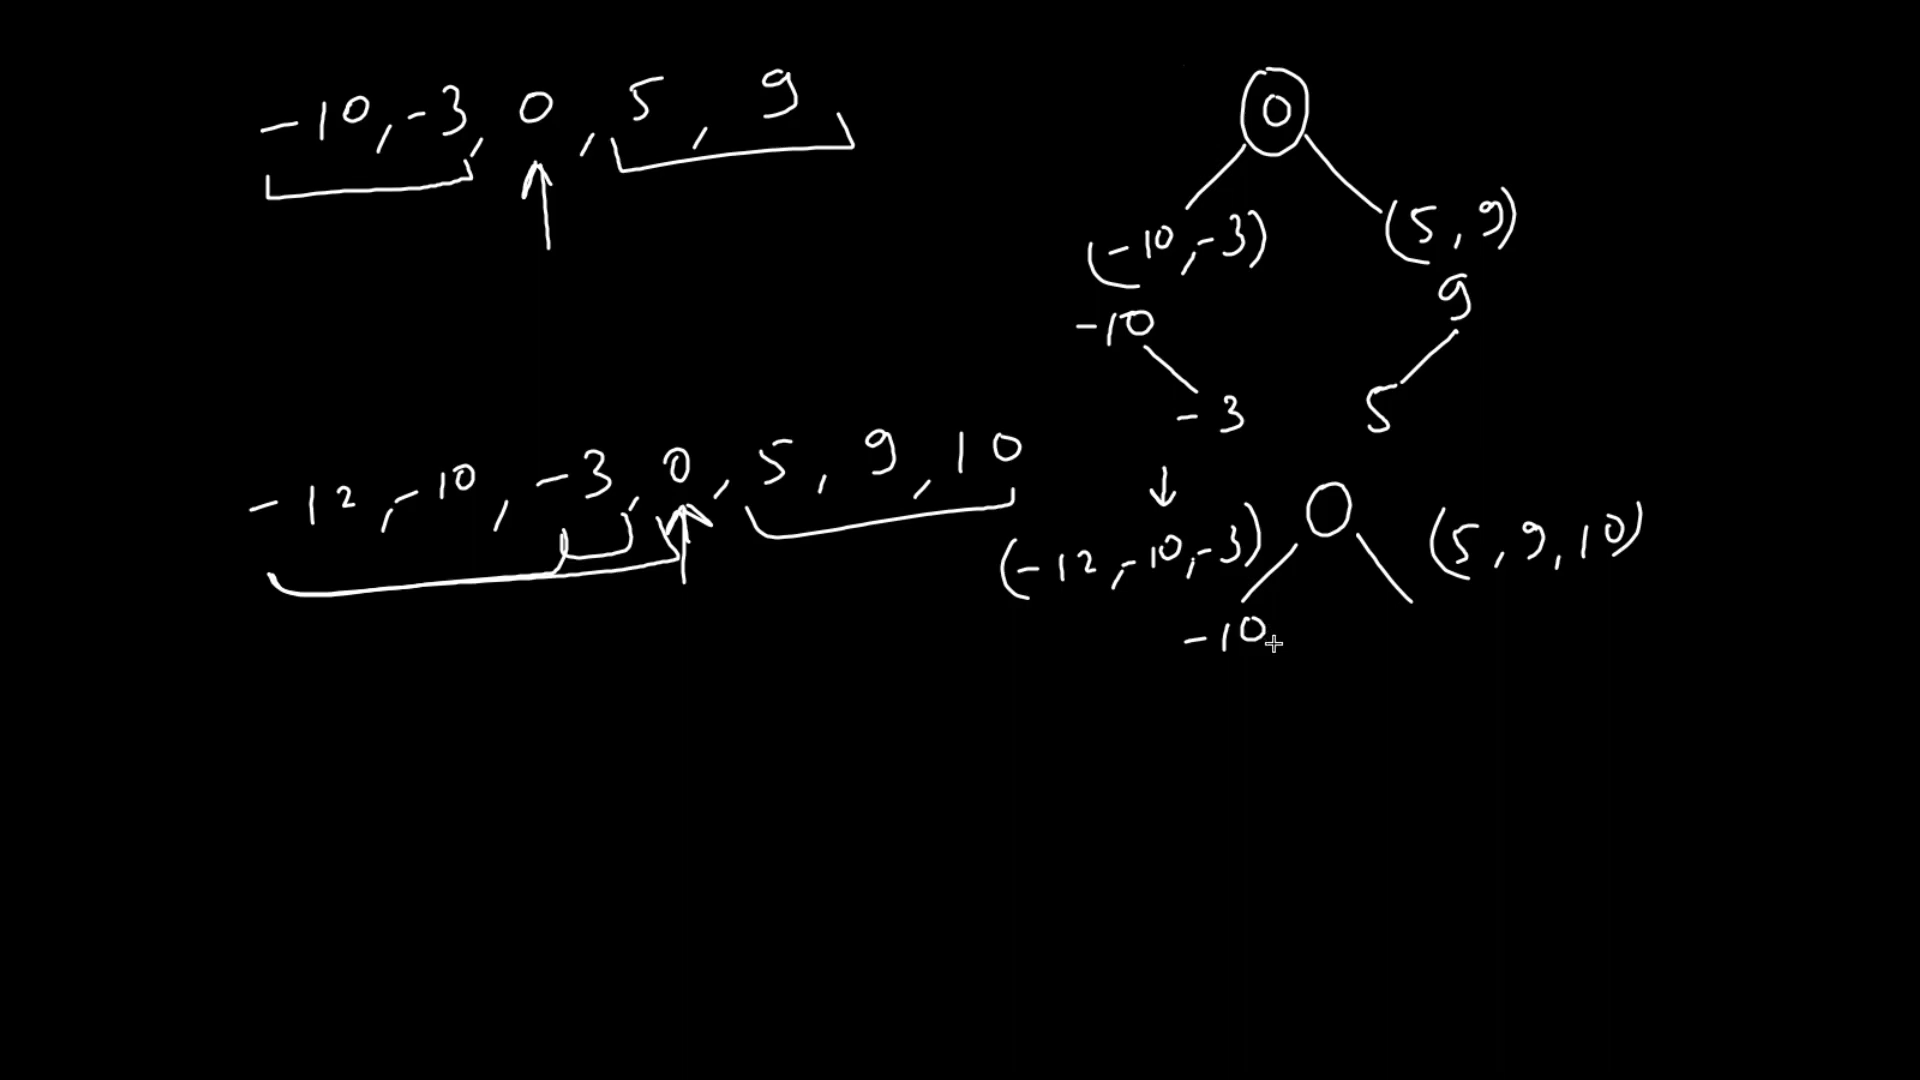 -10, -3, 0, 5, 9
0
(-10, -3) (5, 9)
-10 9
-3 5
-12, -10, -3, 0, 5, 9, 10
(-12, -10, -3) 0 (5, 9, 10)
-10